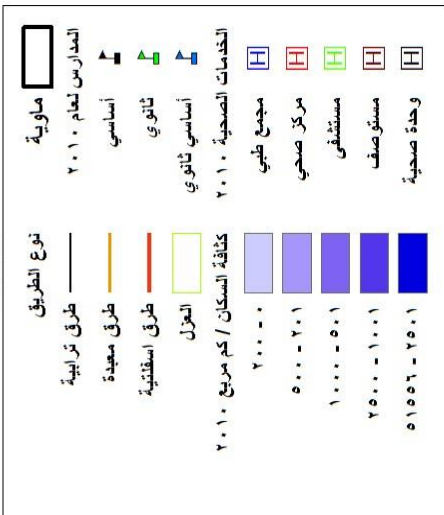 ماوية
المدارس لعام ٢٠١٠
أساسي
ثانوي
أساسي ثانوي
الخدمات الصحية ٢٠١٠
H
مجمع طبي
H
مركز صحي
H
مستشفى
H
مستوصف
H
وحدة صحية
نوع الطريق
طرق ترابية
طرق معبدة
طرق اسفلتية
العزل
كثافة السكان / كم مربع ٢٠١٠
٠ - ٢٠٠
٢٠١ - ٥٠٠
٥٠١ - ١٠٠٠
١٠٠١ - ٢٥٠٠
٢٥٠١ - ٥١٥٥٦